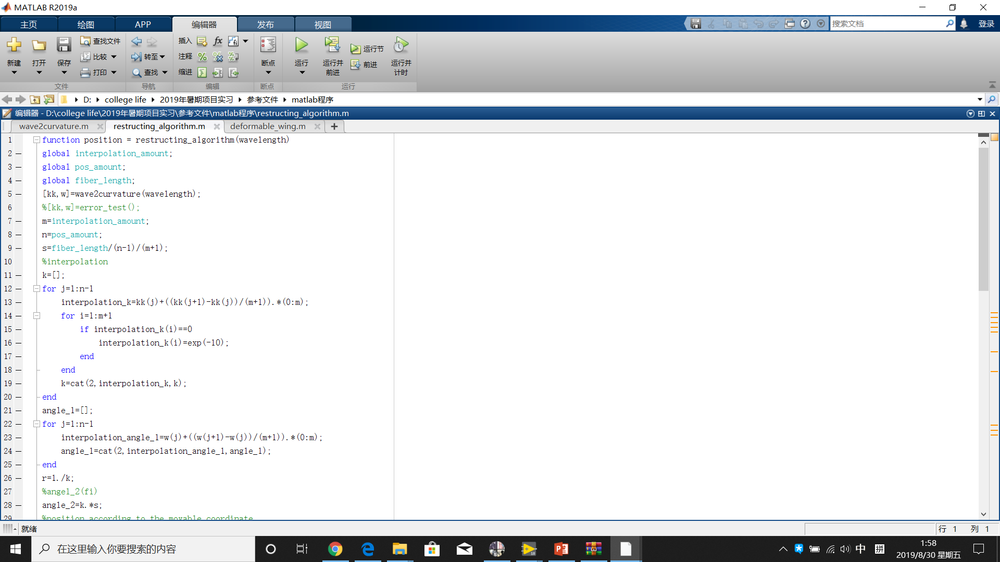 MATLAB R2019a
主页 绘图 APP 编辑器 发布 视图
搜索文档
登录
新建 打开 保存
查找文件
比较
打印
转至
查找
插入 fx
注释
缩进
断点
运行
运行并
前进
运行节
前进
运行并
计时
文件 导航 编辑 断点 运行
D: college life 2019年暑期项目实习 参考文件 matlab程序
编辑器 - D:\college life\2019年暑期项目实习\参考文件\matlab程序\restructing_algorithm.m
wave2curvature.m restructing_algorithm.m deformable_wing.m
1 function position = restructing_algorithm(wavelength)
2 global interpolation_amount;
3 global pos_amount;
4 global fiber_length;
5 [kk,w]=wave2curvature(wavelength);
6 %[kk,w]=error_test();
7 m=interpolation_amount;
8 n=pos_amount;
9 s=fiber_length/(n-1)/(m+1);
10 %interpolation
11 k=[];
12 for j=1:n-1
13 interpolation_k=kk(j)+((kk(j+1)-kk(j))/(m+1)).*(0:m);
14 for i=1:m+1
15 if interpolation_k(i)==0
16 interpolation_k(i)=exp(-10);
17 end
18 end
19 k=cat(2,interpolation_k,k);
20 end
21 angle_1=[];
22 for j=1:n-1
23 interpolation_angle_1=w(j)+((w(j+1)-w(j))/(m+1)).*(0:m);
24 angle_1=cat(2,interpolation_angle_1,angle_1);
25 end
26 r=1./k;
27 %angel_2(fi)
28 angle_2=k.*s;
29 %position according to the movable coordinate
就绪
行 1 列 1
在这里输入你要搜索的内容
中 拼
1:58
2019/8/30 星期五